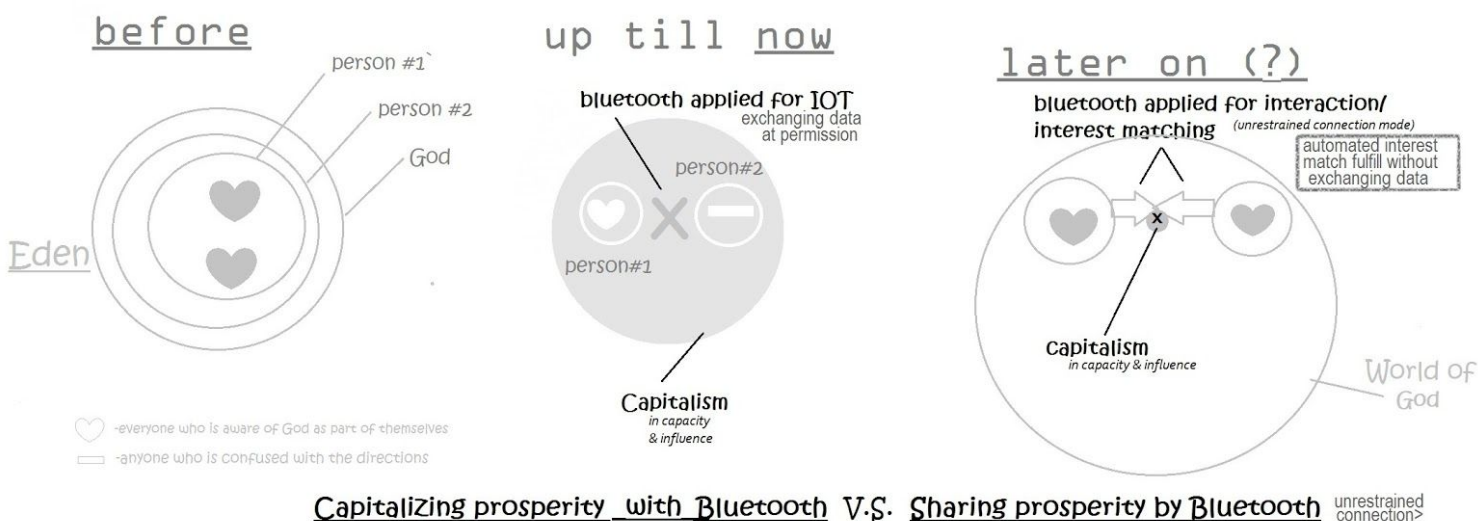 before
person #1`
person #2
God
Eden
up till now
bluetooth applied for IOT
exchanging data
at permission
person#2
X
person#1
Capitalism
in capacity
& influence
later on (?)
bluetooth applied for interaction/
interest matching (unrestrained connection mode)
automated interest
match fulfill without
exchanging data
x
capitalism
in capacity & influence
World of
God
-everyone who is aware of God as part of themselves
-anyone who is confused with the directions
Capitalizing prosperity with Bluetooth V.S. Sharing prosperity by Bluetooth unrestrained
connection>